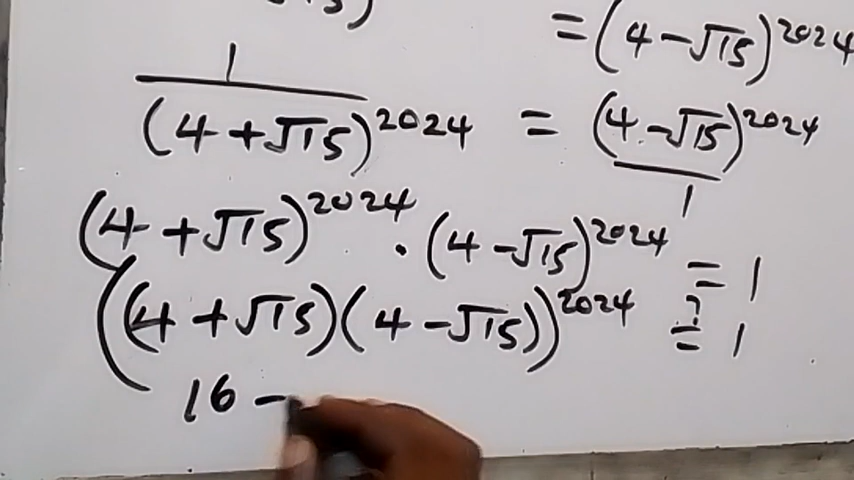 = (4 - √15)^2024
1/(4 + √15)^2024 = (4 - √15)^2024/1
(4 + √15)^2024 · (4 - √15)^2024 = 1
((4 + √15)(4 - √15))^2024 ?= 1
16 -